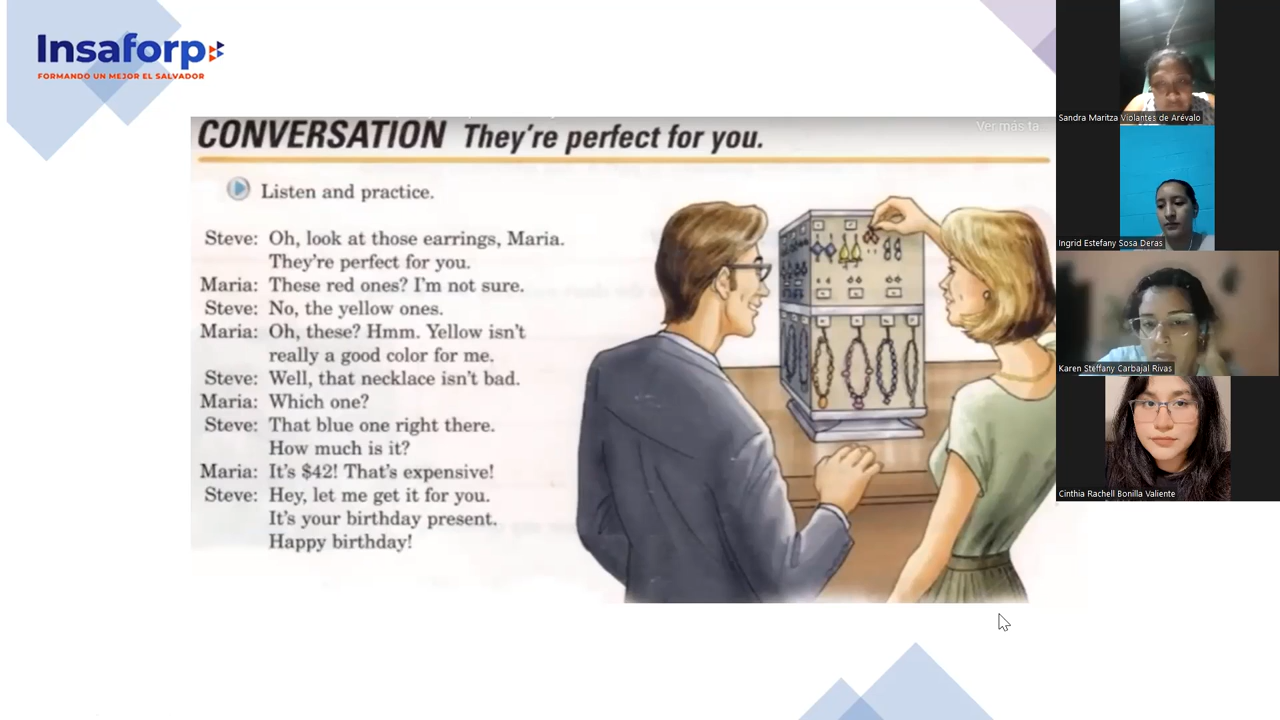 Insaforp
FORMANDO UN MEJOR EL SALVADOR
CONVERSATION They're perfect for you.
Ver más ta
Listen and practice.
Steve: Oh, look at those earrings, Maria.
They're perfect for you.
Maria: These red ones? I'm not sure.
Steve: No, the yellow ones.
Maria: Oh, these? Hmm. Yellow isn't
really a good color for me.
Steve: Well, that necklace isn't bad.
Maria: Which one?
Steve: That blue one right there.
How much is it?
Maria: It's $42! That's expensive!
Steve: Hey, let me get it for you.
It's your birthday present.
Happy birthday!
Sandra Maritza Violantes de Arévalo
Ingrid Estefany Sosa Deras
Karen Steffany Carbajal Rivas
Cinthia Rachell Bonilla Valiente